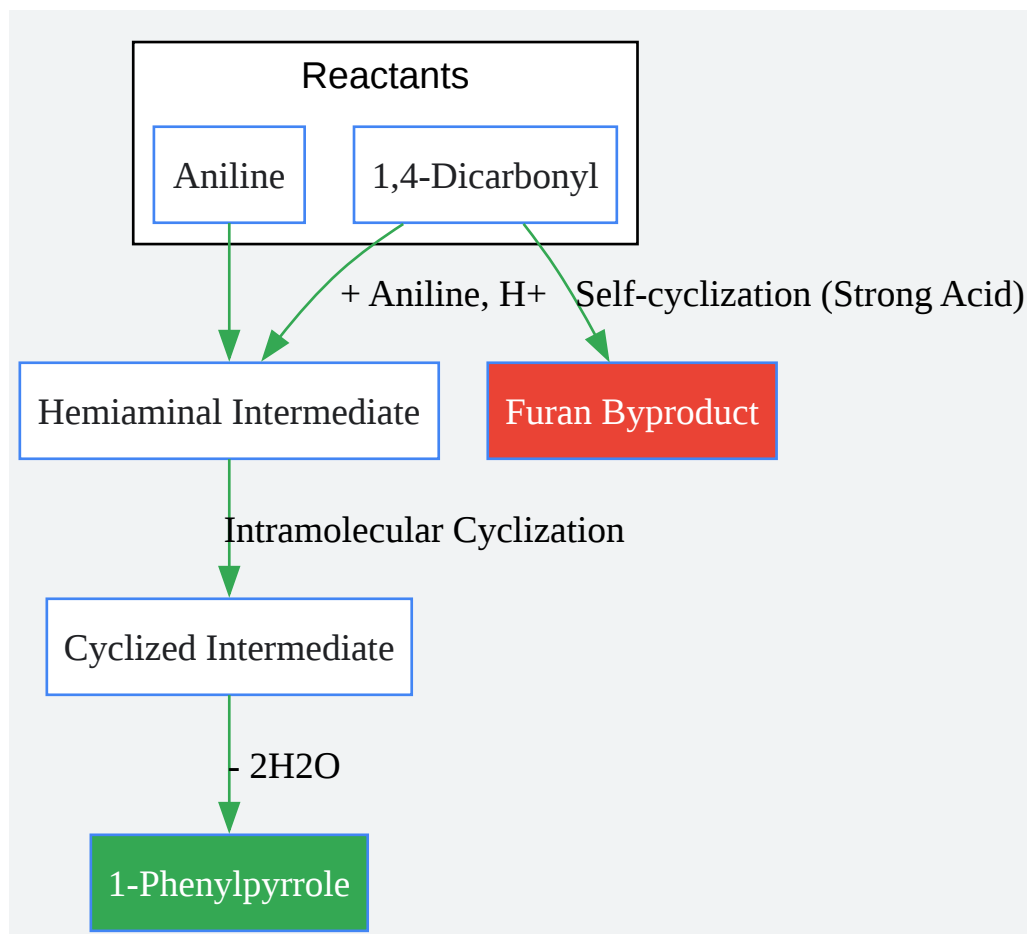 Reactants
Aniline
1,4-Dicarbonyl
+ Aniline, H+
Self-cyclization (Strong Acid)
Hemiaminal Intermediate
Furan Byproduct
Intramolecular Cyclization
Cyclized Intermediate
- 2H2O
1-Phenylpyrrole